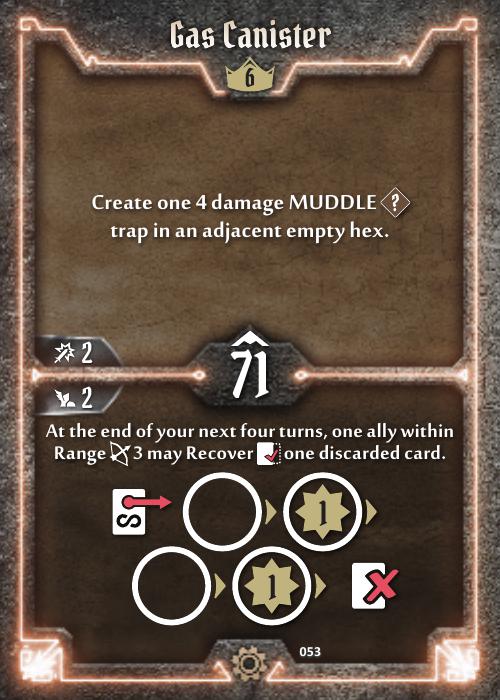 Gas Canister
6
Create one 4 damage MUDDLE ?
trap in an adjacent empty hex.
2
71
2
At the end of your next four turns, one ally within
Range 3 may Recover one discarded card.
S
1
1
053